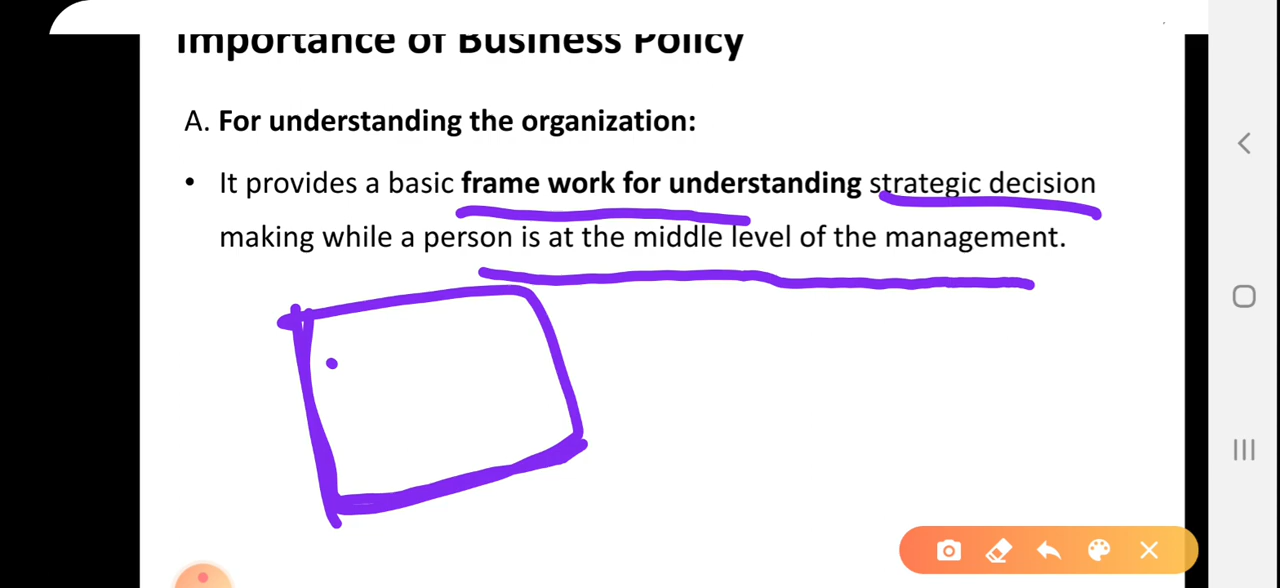 Importance of Business Policy
A. For understanding the organization:
• It provides a basic frame work for understanding strategic decision
making while a person is at the middle level of the management.